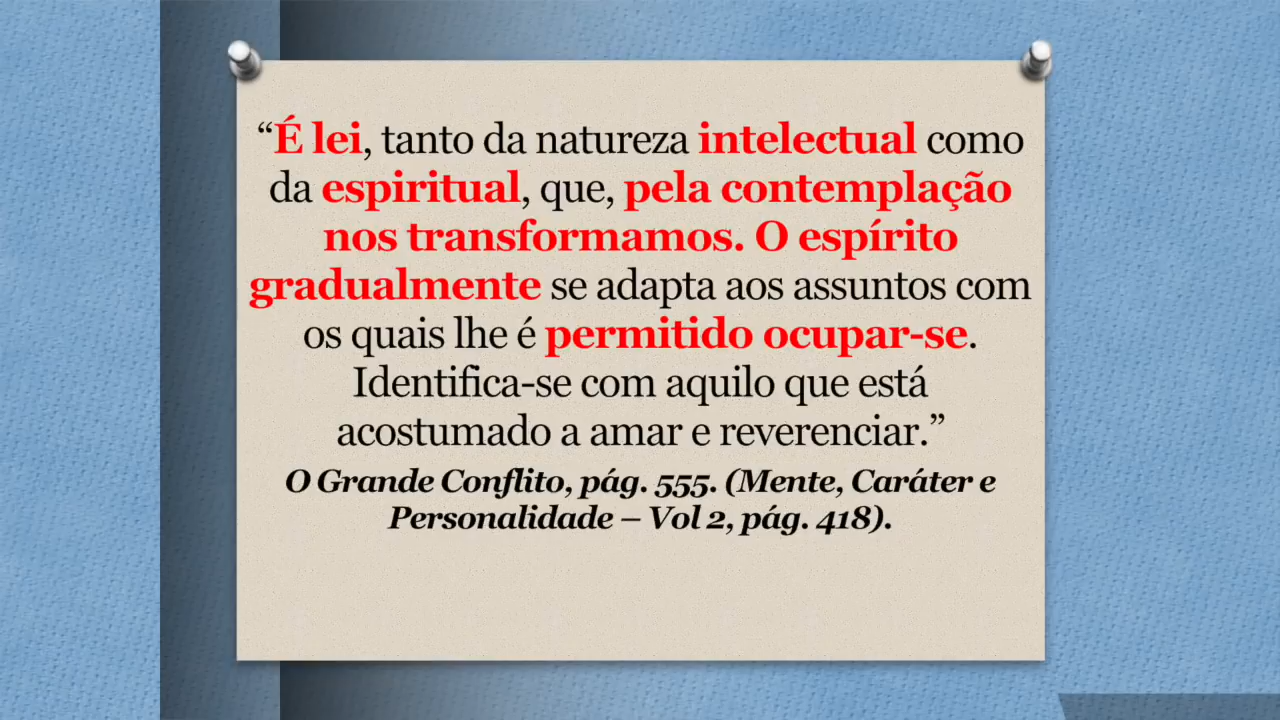 “É lei, tanto da natureza intelectual como
da espiritual, que, pela contemplação
nos transformamos. O espírito
gradualmente se adapta aos assuntos com
os quais lhe é permitido ocupar-se.
Identifica-se com aquilo que está
acostumado a amar e reverenciar.”
O Grande Conflito, pág. 555. (Mente, Caráter e
Personalidade – Vol 2, pág. 418).